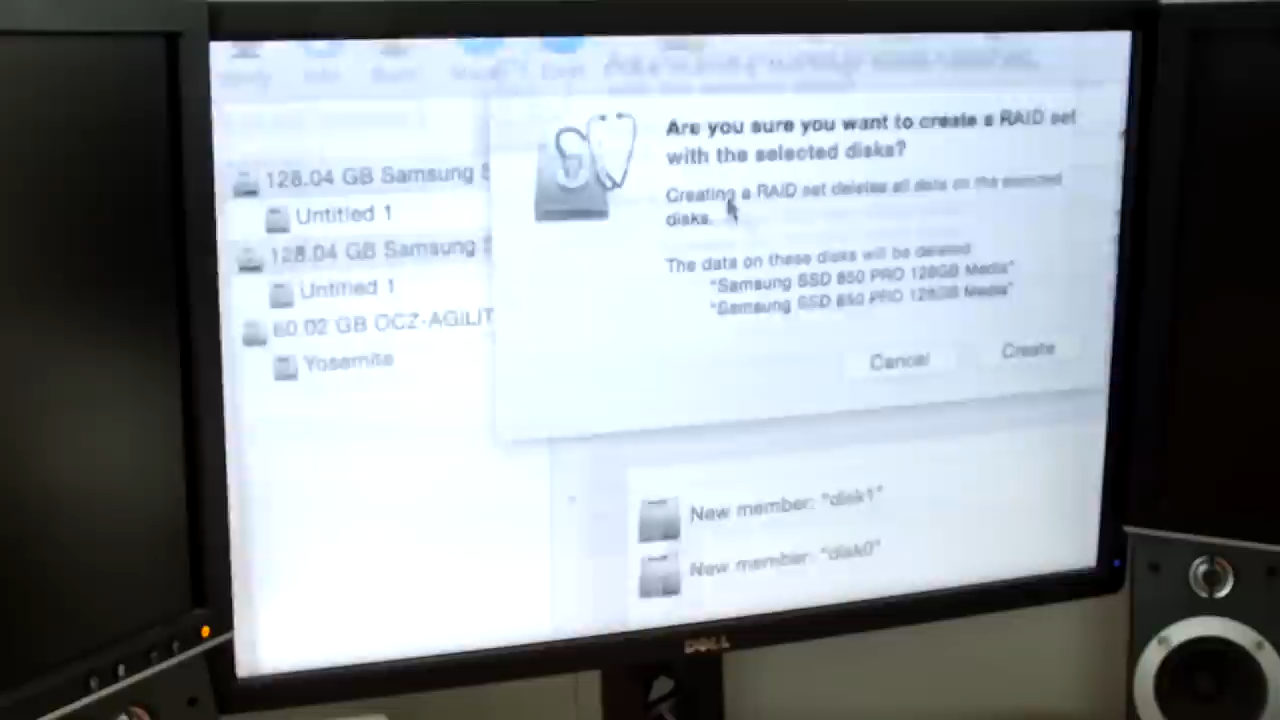 128.04 GB Samsung S
Untitled 1
128.04 GB Samsung S
Untitled 1
60.02 GB OCZ-AGILIT
Yosemite
Are you sure you want to create a RAID set
with the selected disks?
Creating a RAID set deletes all data on the selected
disks.
The data on these disks will be deleted
"Samsung SSD 850 PRO 128GB Media"
"Samsung SSD 850 PRO 128GB Media"
Cancel
Create
New member: "disk1"
New member: "disk0"
DELL